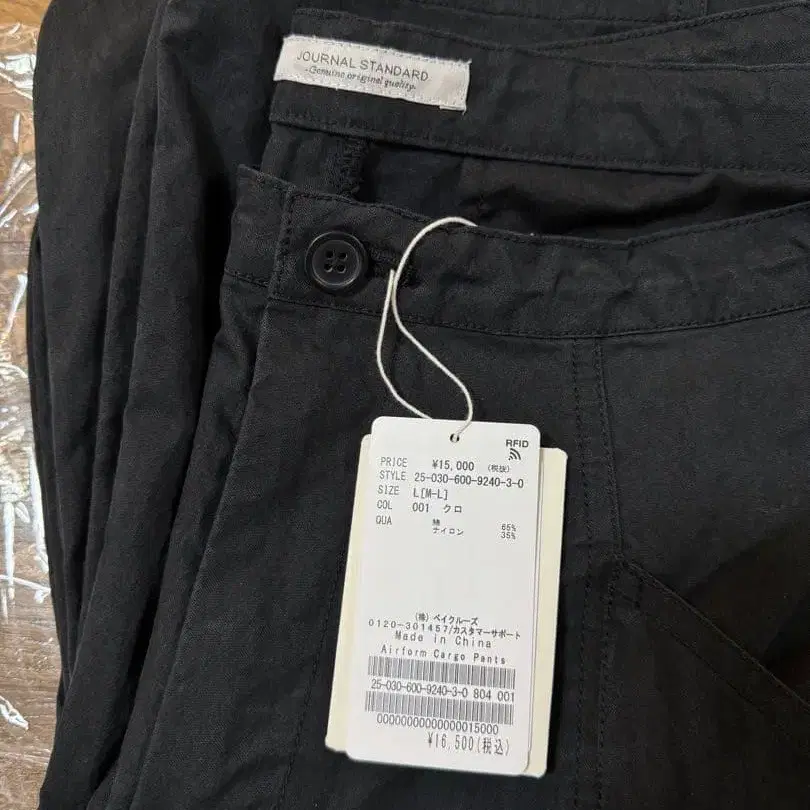 JOURNAL STANDARD
-Genuine original quality.
RFID
PRICE ¥15,000 (税抜)
STYLE 25-030-600-9240-3-0
SIZE L[M-L]
COL 001 クロ
QUA 綿 65%
ナイロン 35%
(株) ベイクルーズ
0120-301457/カスタマーサポート
Made in China
Airform Cargo Pants
25-030-600-9240-3-0 804 001
00000000000000015000
¥16,500(税込)